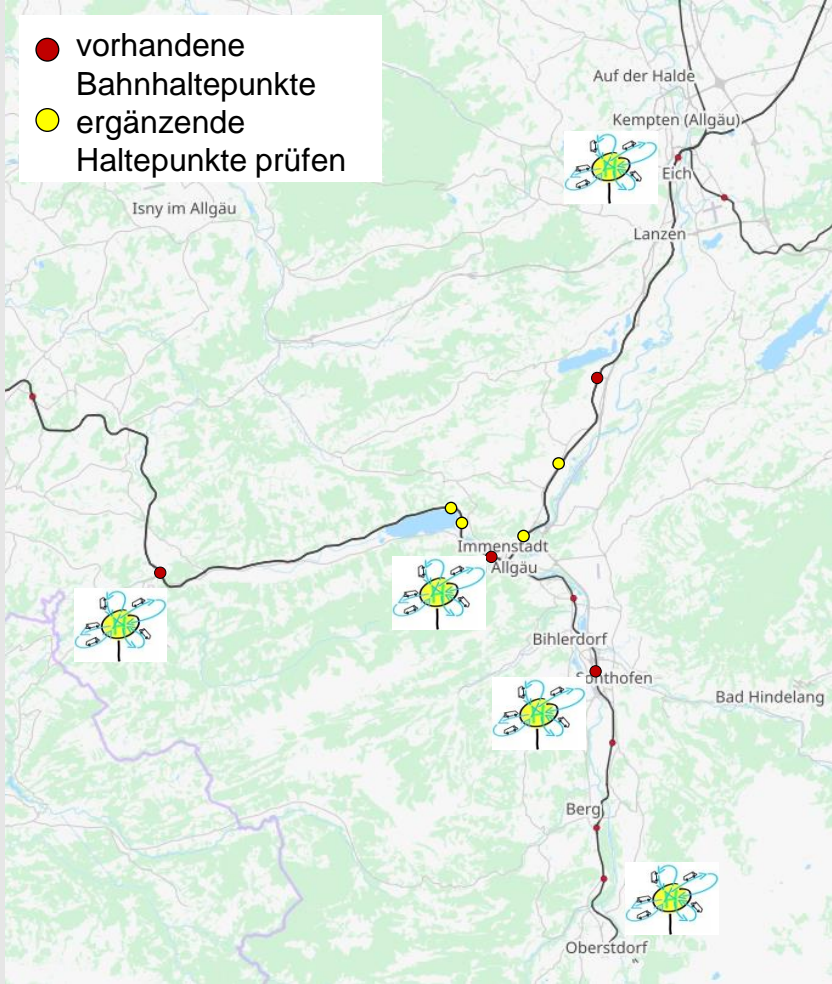 vorhandene
Bahnhaltepunkte
ergänzende
Haltepunkte prüfen
Auf der Halde
Kempten (Allgäu)
Eich
Isny im Allgäu
Lanzen
Immenstadt
Allgäu
Bihlerdorf
Sonthofen
Bad Hindelang
Berg
Oberstdorf